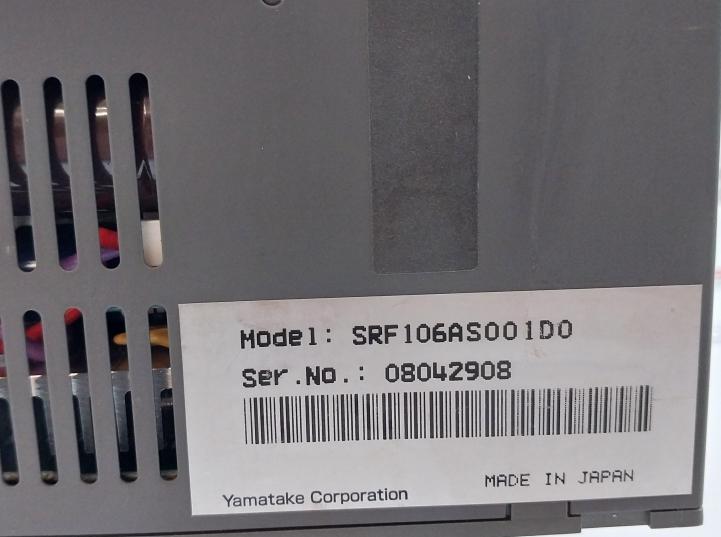 Model: SRF106AS001D0
Ser.No.: 08042908
MADE IN JAPAN
Yamatake Corporation